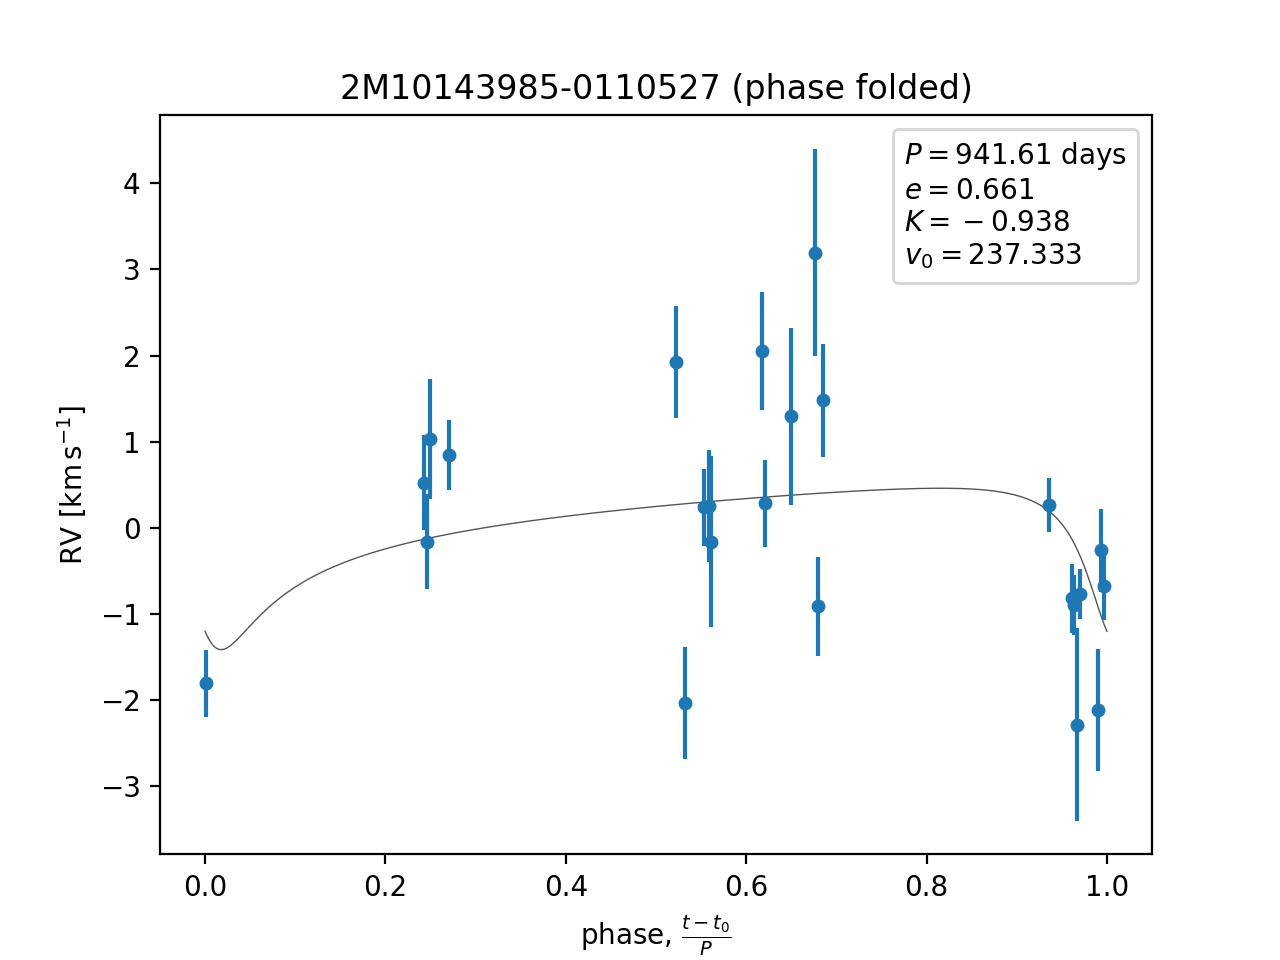 2M10143985-0110527 (phase folded)
P = 941.61 days
e = 0.661
K = −0.938
v₀ = 237.333
4
3
2
1
0
−1
−2
−3
RV [km s⁻¹]
0.0 0.2 0.4 0.6 0.8 1.0
phase, (t − t₀)/P